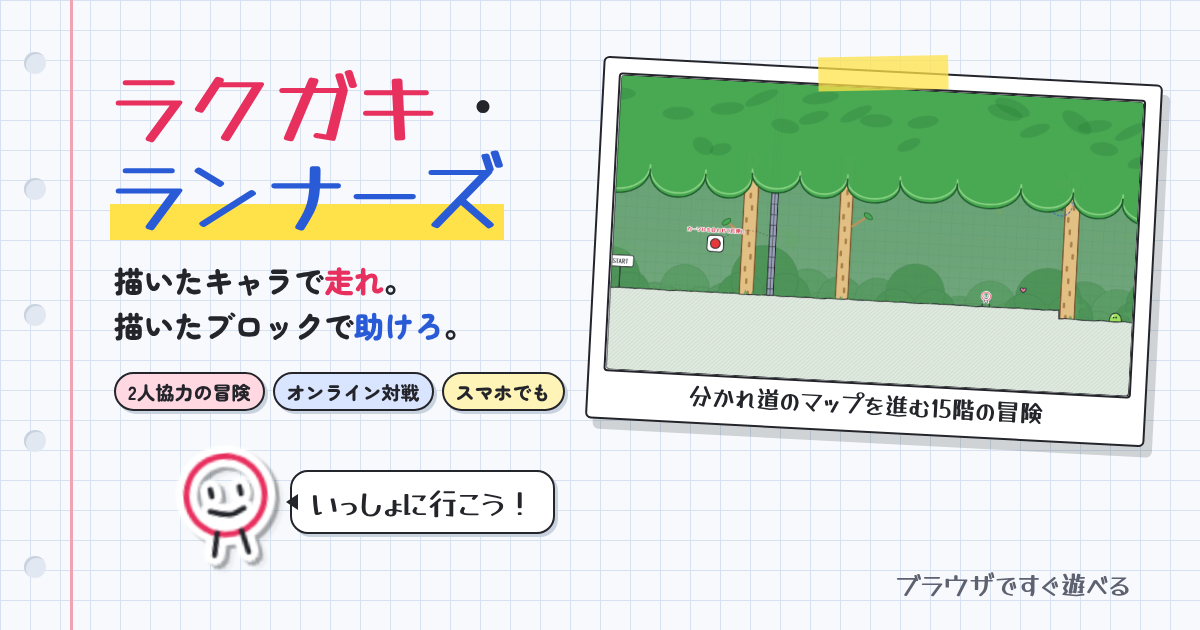 ラクガキ・
ランナーズ
描いたキャラで走れ。
描いたブロックで助けろ。
2人協力の冒険
オンライン対戦
スマホでも
START
分かれ道のマップを進む15階の冒険
いっしょに行こう！
ブラウザですぐ遊べる